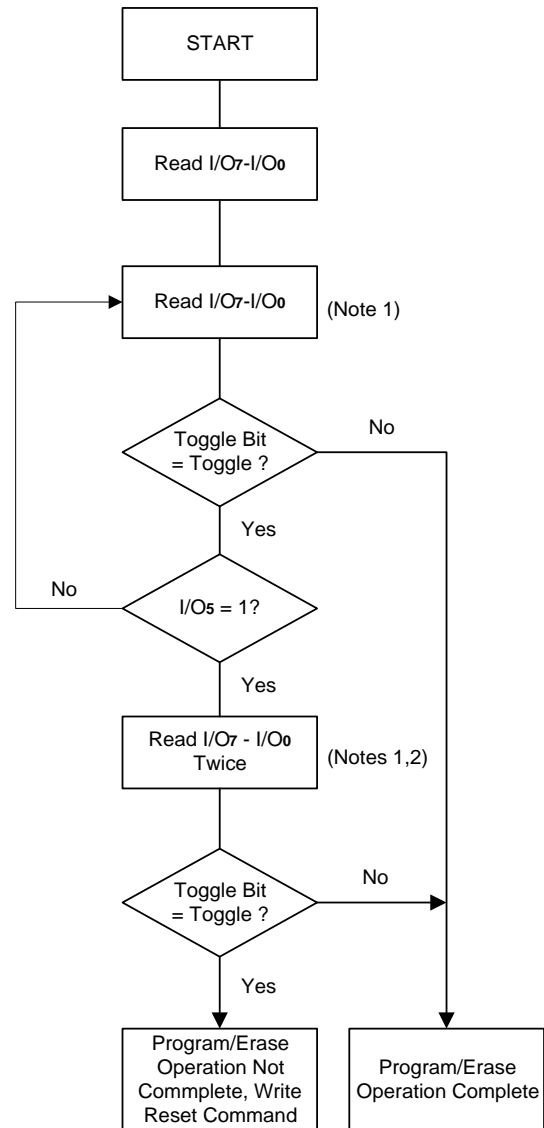 START
Read I/O7-I/O0
Read I/O7-I/O0
(Note 1)
Toggle Bit
= Toggle ?
No
Yes
No
I/O5 = 1?
Yes
Read I/O7 - I/O0
Twice
(Notes 1,2)
Toggle Bit
= Toggle ?
No
Yes
Program/Erase
Operation Not
Commplete, Write
Reset Command
Program/Erase
Operation Complete